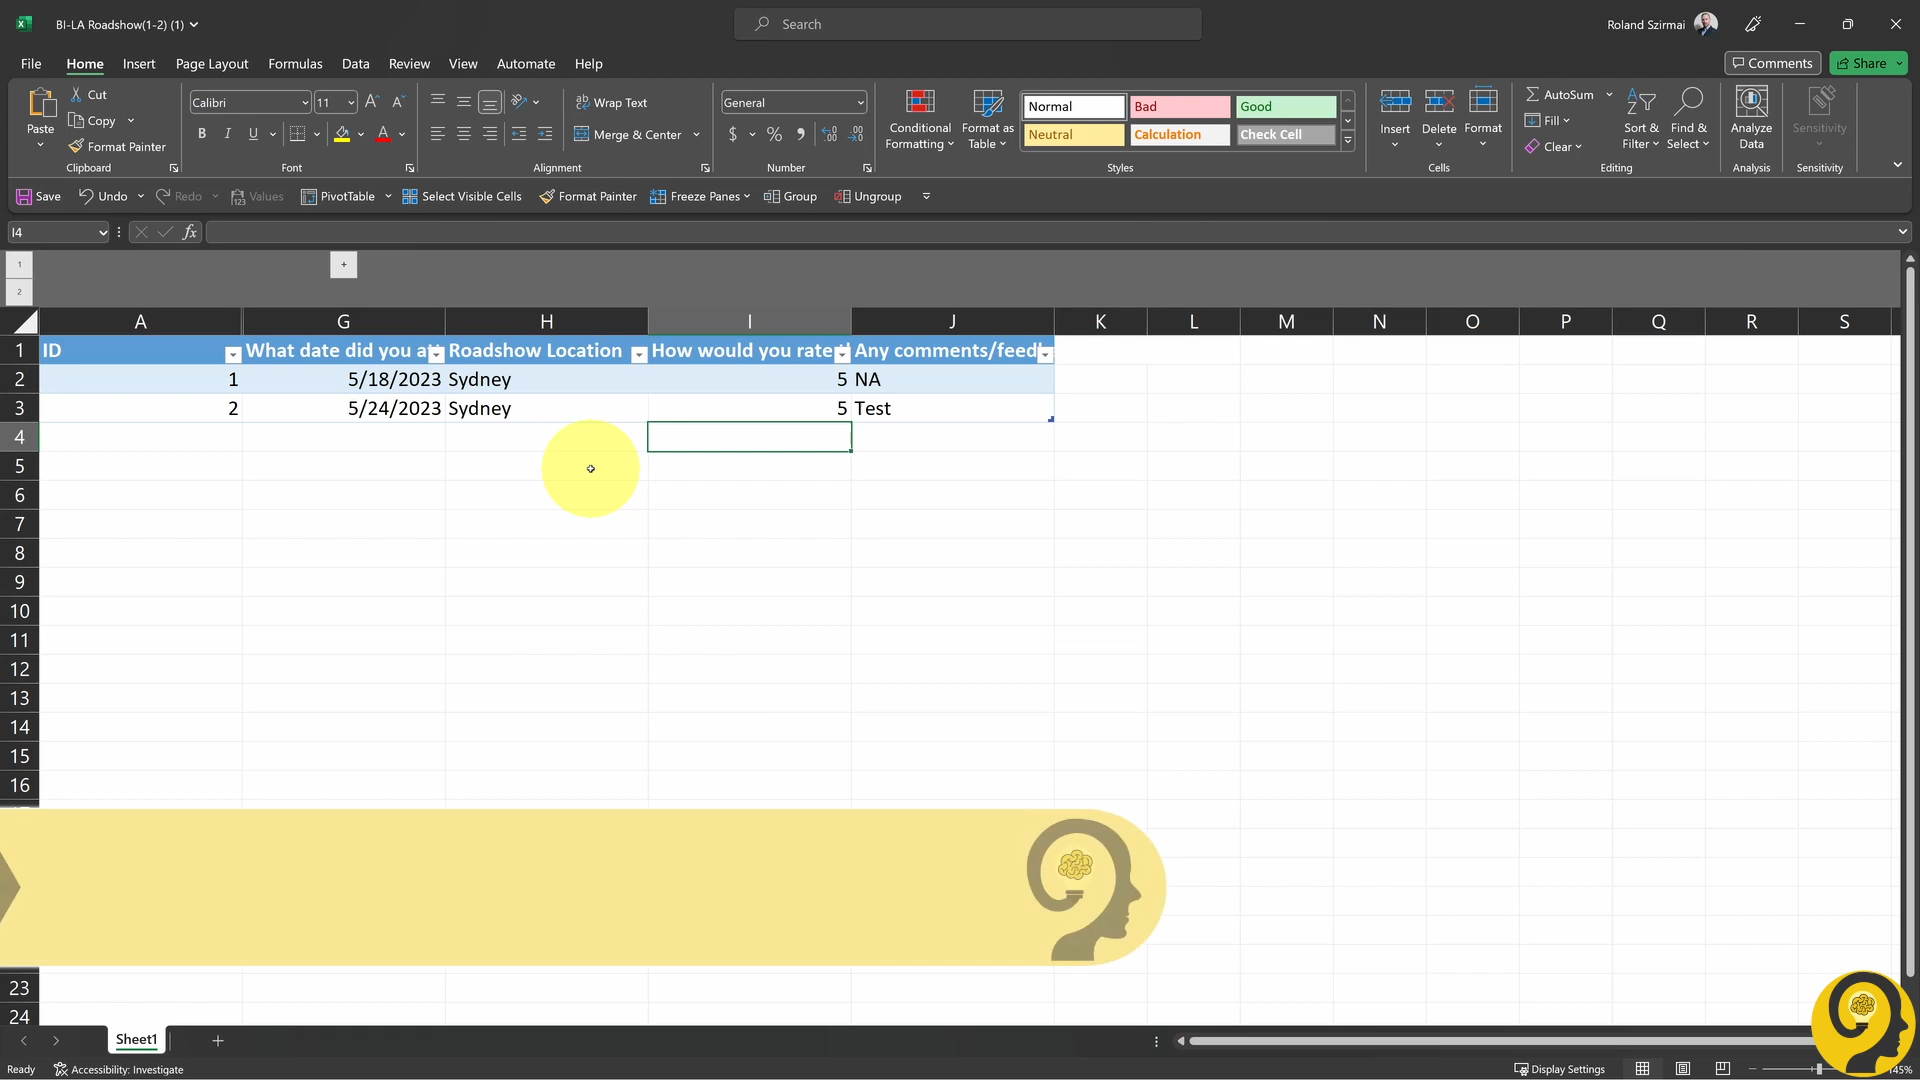 BI-LA Roadshow(1-2) (1)
Search
Roland Szirmai
File Home Insert Page Layout Formulas Data Review View Automate Help
Comments Share
Paste
Cut
Copy
Format Painter
Clipboard
Calibri 11
B I U
A A
Font
Wrap Text
Merge & Center
Alignment
General
$ % ,
Number
Conditional Formatting
Format as Table
Normal Bad Good
Neutral Calculation Check Cell
Styles
Insert Delete Format
Cells
AutoSum
Fill
Clear
Sort & Filter
Find & Select
Editing
Analyze Data
Analysis
Sensitivity
Sensitivity
Save Undo Redo Values PivotTable Select Visible Cells Format Painter Freeze Panes Group Ungroup
I4
fx
1
2
A G H I J K L M N O P Q R S
1 ID What date did you a Roadshow Location How would you rate Any comments/feed
2 1 5/18/2023 Sydney 5 NA
3 2 5/24/2023 Sydney 5 Test
4
5
6
7
8
9
10
11
12
13
14
15
16
23
24
Sheet1
Ready Accessibility: Investigate Display Settings 145%